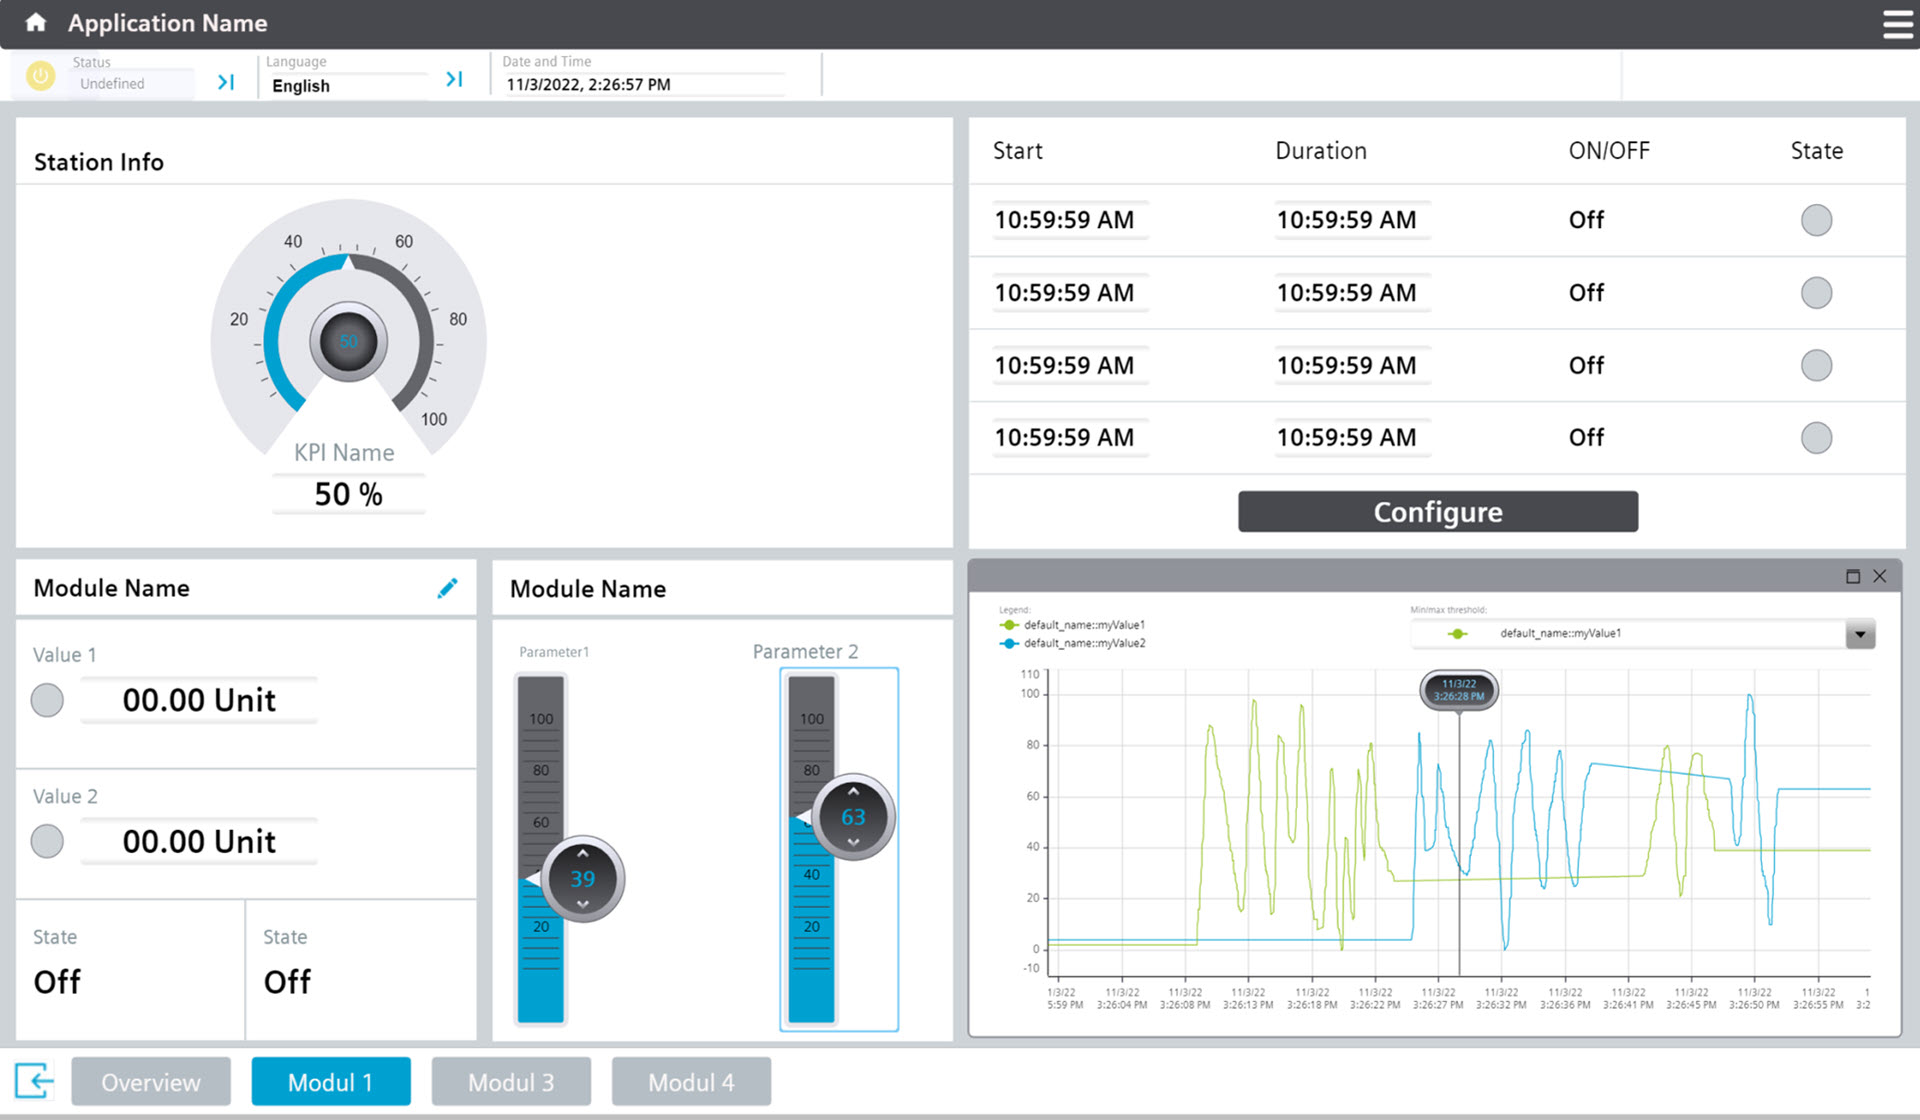 Application Name
Status
Undefined
Language
English
Date and Time
11/3/2022, 2:26:57 PM
Station Info
40 60
20 80
50
100
KPI Name
50 %
Start Duration ON/OFF State
10:59:59 AM 10:59:59 AM Off
10:59:59 AM 10:59:59 AM Off
10:59:59 AM 10:59:59 AM Off
10:59:59 AM 10:59:59 AM Off
Configure
Module Name
Value 1
00.00 Unit
Value 2
00.00 Unit
State
Off
State
Off
Module Name
Parameter1
100
80
60
39
20
Parameter 2
100
80
63
40
20
Legend:
default_name::myValue1
default_name::myValue2
Min/max threshold:
default_name::myValue1
11/3/22
3:26:28 PM
110
100
80
60
40
20
0
-10
1/3/22 11/3/22 11/3/22 11/3/22 11/3/22 11/3/22 11/3/22 11/3/22 11/3/22 11/3/22 11/3/22 11/3/22 11/3/22 1
5:59 PM 3:26:04 PM 3:26:08 PM 3:26:13 PM 3:26:18 PM 3:26:22 PM 3:26:27 PM 3:26:32 PM 3:26:36 PM 3:26:41 PM 3:26:45 PM 3:26:50 PM 3:26:55 PM 3:2
Overview Modul 1 Modul 3 Modul 4